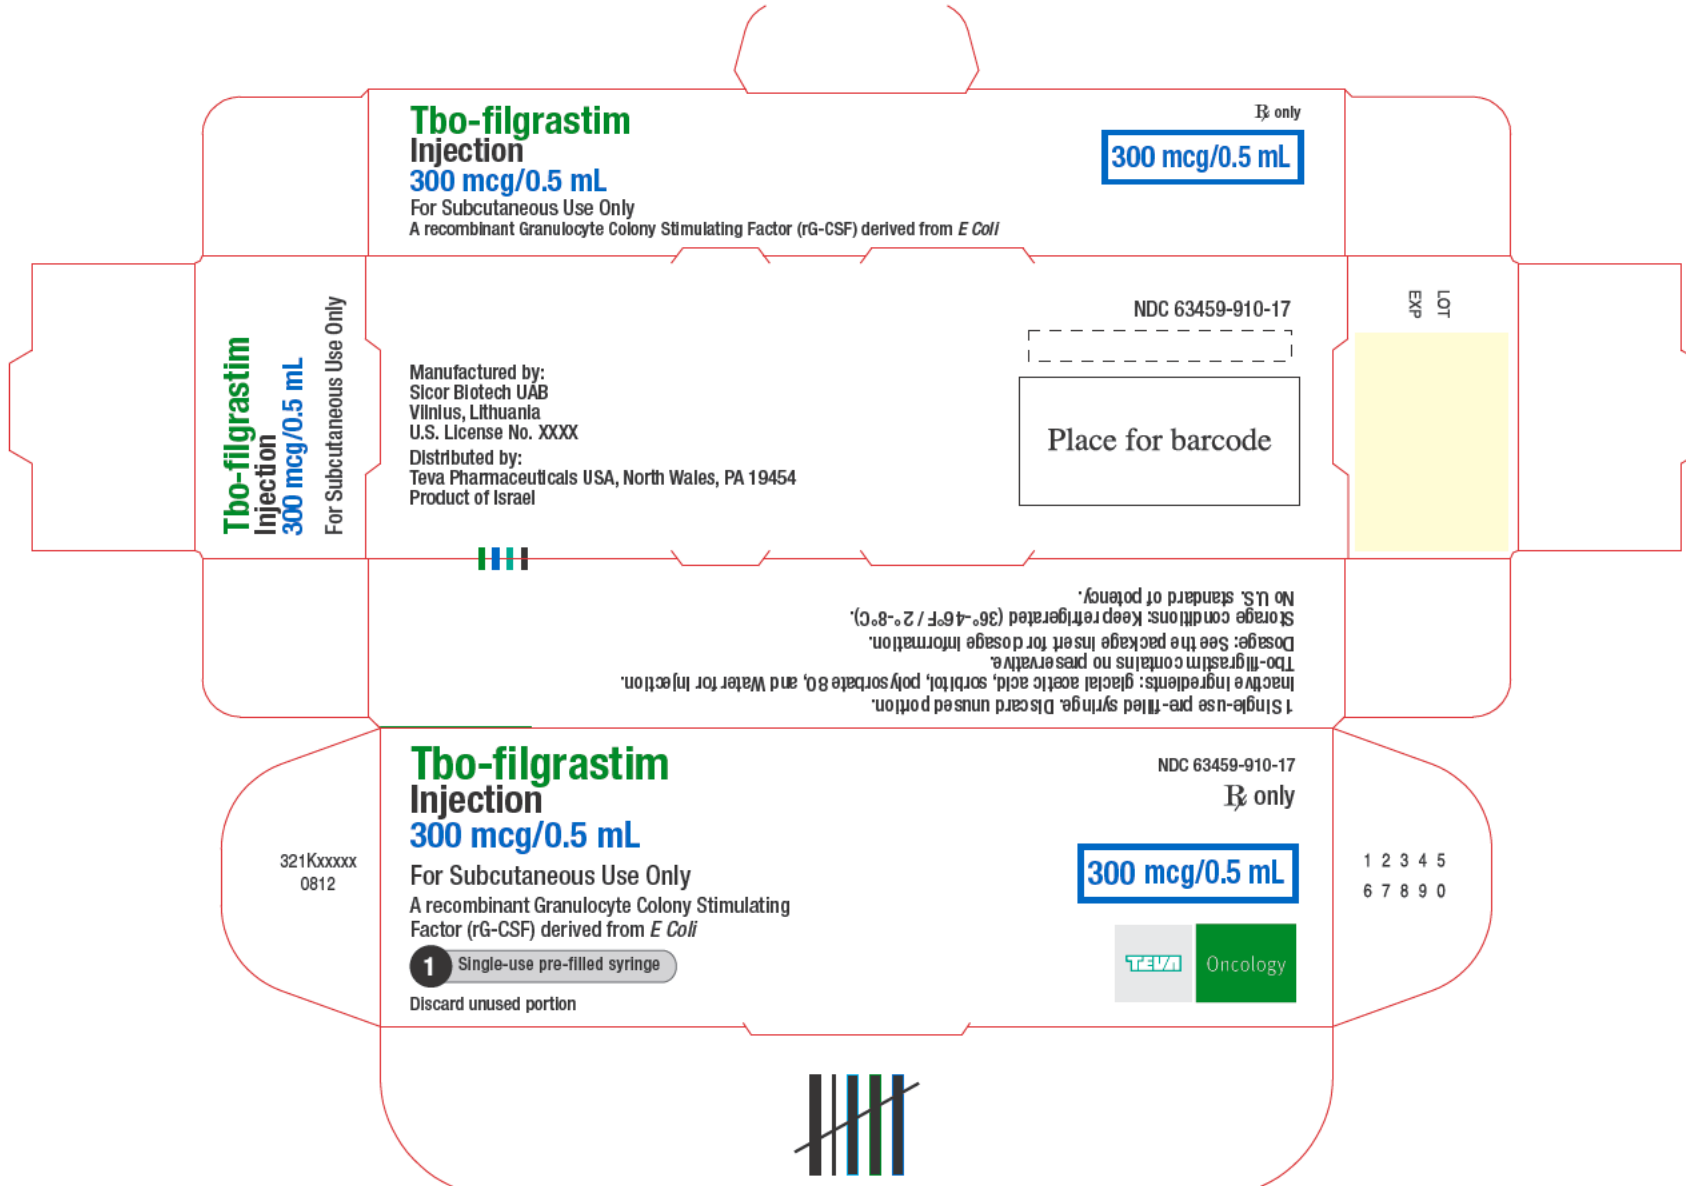 Tbo-filgrastim
Injection
300 mcg/0.5 mL
For Subcutaneous Use Only
A recombinant Granulocyte Colony Stimulating Factor (rG-CSF) derived from E Coli
℞ only
300 mcg/0.5 mL
Tbo-filgrastim
Injection
300 mcg/0.5 mL
For Subcutaneous Use Only
Manufactured by:
Sicor Biotech UAB
Vilnius, Lithuania
U.S. License No. XXXX
Distributed by:
Teva Pharmaceuticals USA, North Wales, PA 19454
Product of Israel
NDC 63459-910-17
Place for barcode
LOT
EXP
1 Single-use pre-filled syringe. Discard unused portion.
Inactive Ingredients: glacial acetic acid, sorbitol, polysorbate 80, and Water for Injection.
Tbo-filgrastim contains no preservative.
Dosage: See the package insert for dosage information.
Storage conditions: Keep refrigerated (36°-46°F / 2°-8°C).
No U.S. standard of potency.
321Kxxxxx
0812
Tbo-filgrastim
Injection
300 mcg/0.5 mL
For Subcutaneous Use Only
A recombinant Granulocyte Colony Stimulating
Factor (rG-CSF) derived from E Coli
1 Single-use pre-filled syringe
Discard unused portion
NDC 63459-910-17
℞ only
300 mcg/0.5 mL
TEVA Oncology
1 2 3 4 5
6 7 8 9 0